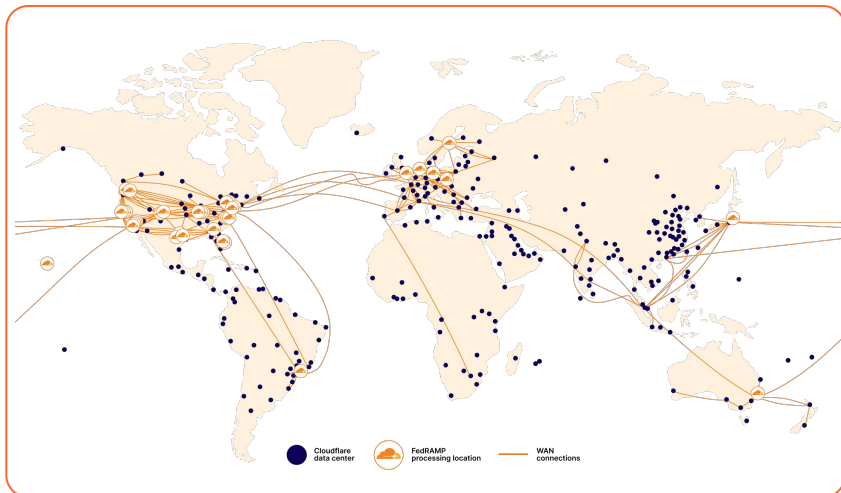 Cloudflare
data center
FedRAMP
processing location
WAN
connections